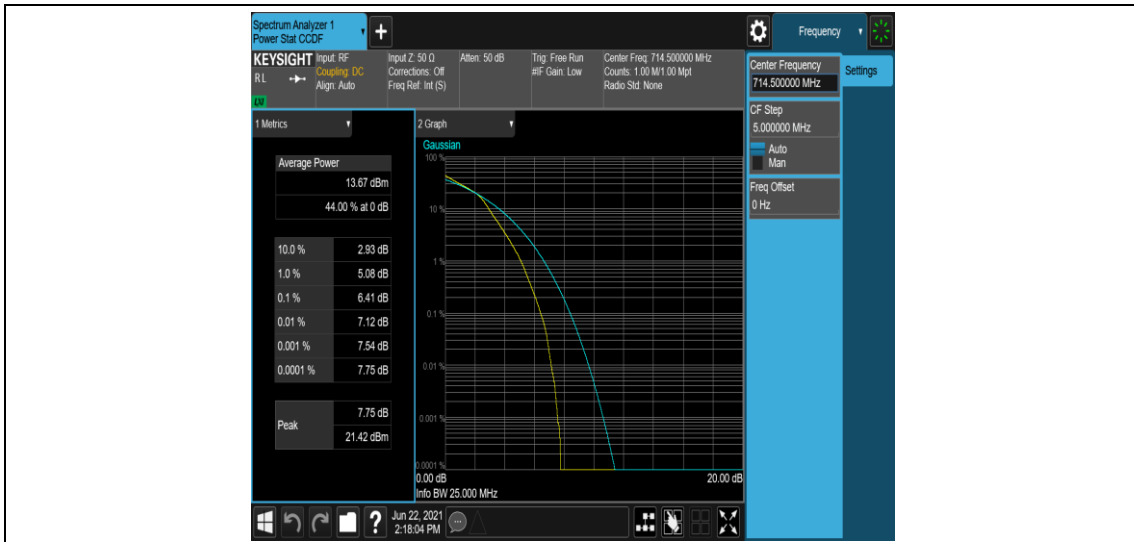 Spectrum Analyzer 1
Power Stat CCDF
+
Frequency
KEYSIGHT
RL
LXI
Input: RF
Coupling: DC
Align: Auto
Input Z: 50 Ω
Corrections: Off
Freq Ref: Int (S)
Atten: 50 dB
Trig: Free Run
#IF Gain: Low
Center Freq: 714.500000 MHz
Counts: 1.00 M/1.00 Mpt
Radio Std: None
Center Frequency
714.500000 MHz
Settings
CF Step
5.000000 MHz
Auto
Man
Freq Offset
0 Hz
1 Metrics
Average Power
13.67 dBm
44.00 % at 0 dB
10.0 % 2.93 dB
1.0 % 5.08 dB
0.1 % 6.41 dB
0.01 % 7.12 dB
0.001 % 7.54 dB
0.0001 % 7.75 dB
Peak 7.75 dB
21.42 dBm
2 Graph
Gaussian
100 %
10 %
1 %
0.1 %
0.01 %
0.001 %
0.0001 %
0.00 dB 20.00 dB
Info BW 25.000 MHz
?
Jun 22, 2021
2:18:04 PM